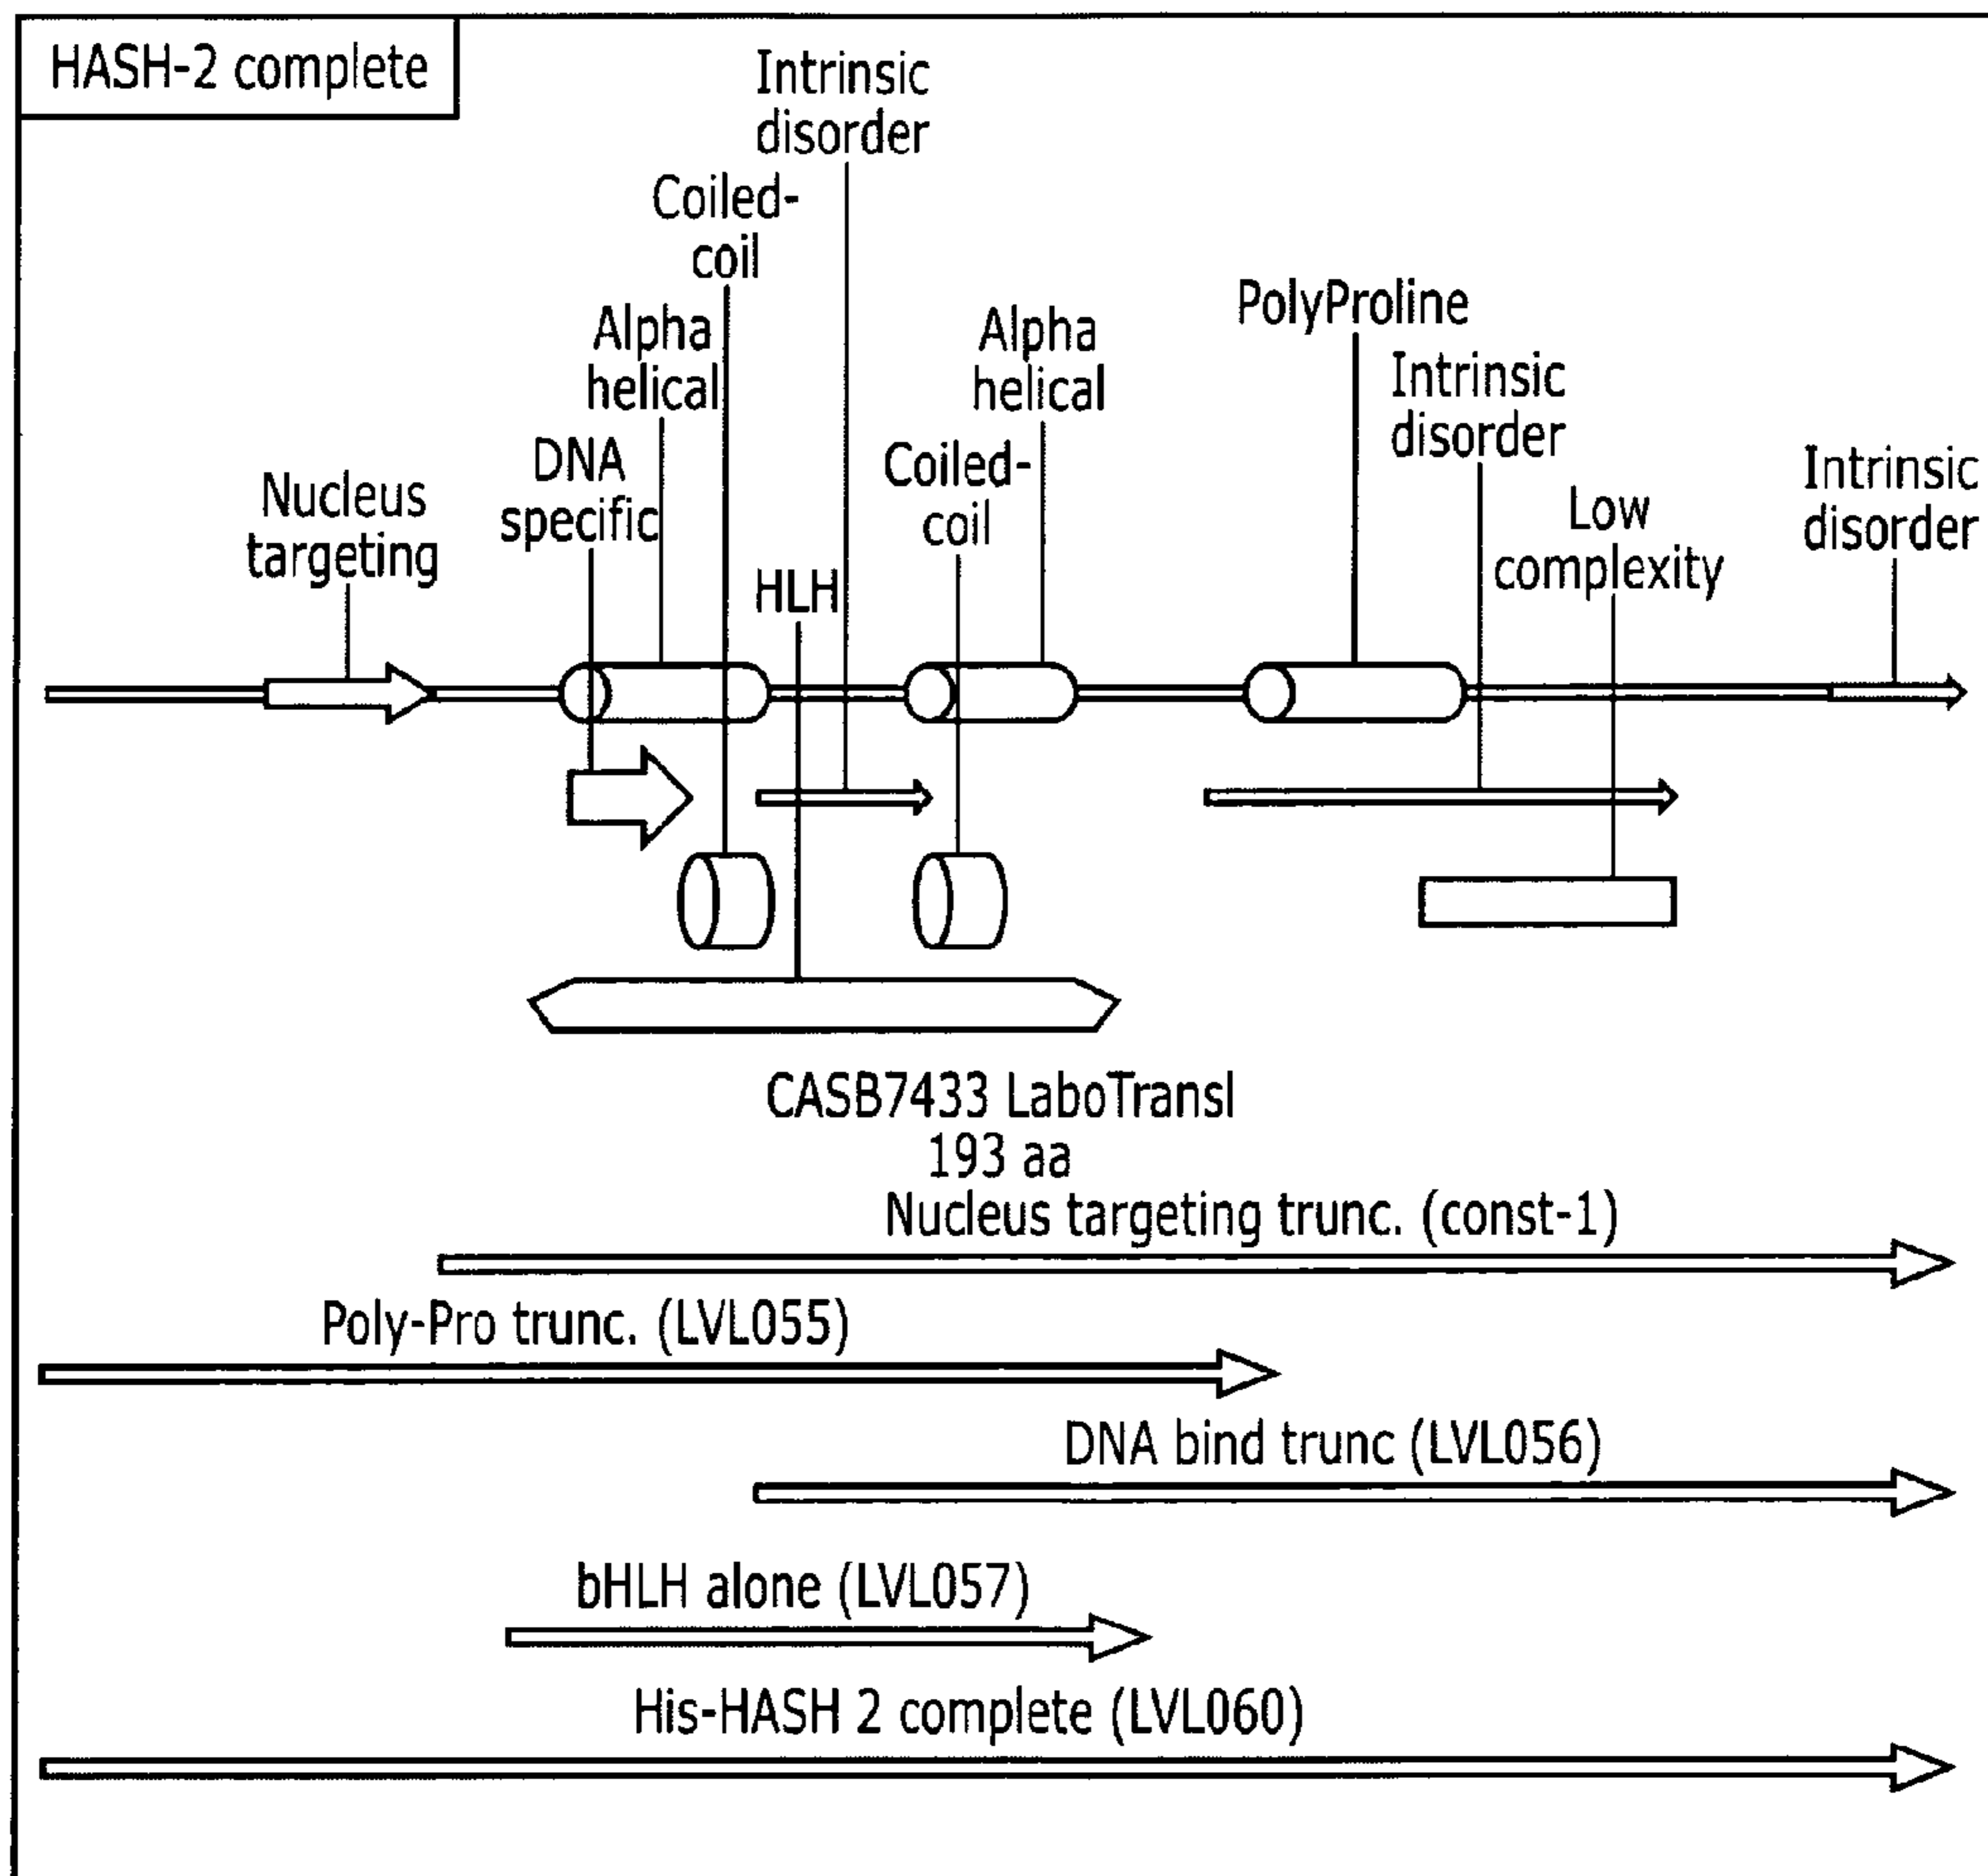 HASH-2 complete
Intrinsic
disorder
Coiled-
coil
Alpha
helical
DNA
specific
Nucleus
targeting
HLH
Alpha
helical
Coiled-
coil
PolyProline
Intrinsic
disorder
Low
complexity
Intrinsic
disorder
CASB7433 LaboTransl
193 aa
Nucleus targeting trunc. (const-1)
Poly-Pro trunc. (LVL055)
DNA bind trunc (LVL056)
bHLH alone (LVL057)
His-HASH 2 complete (LVL060)